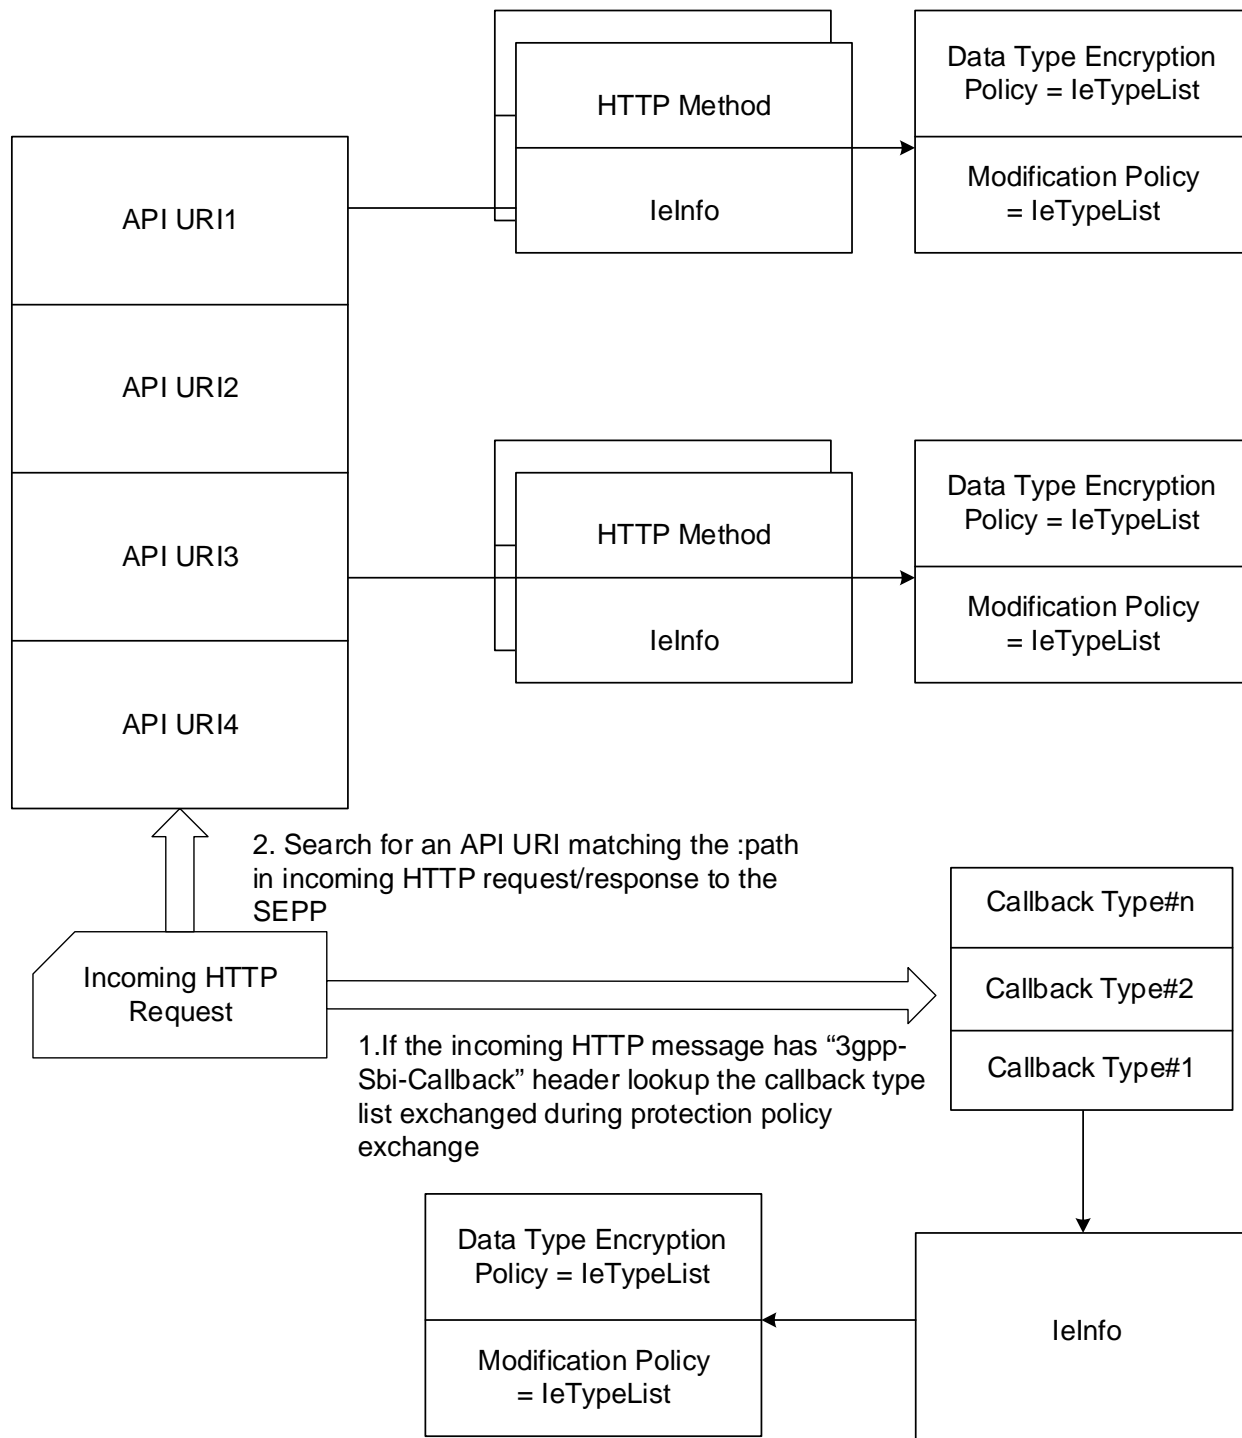 HTTP Method
IeInfo
Data Type Encryption
Policy = IeTypeList
Modification Policy
= IeTypeList
API URI1
API URI2
API URI3
API URI4
HTTP Method
IeInfo
Data Type Encryption
Policy = IeTypeList
Modification Policy
= IeTypeList
2. Search for an API URI matching the :path
in incoming HTTP request/response to the
SEPP
Incoming HTTP
Request
Callback Type#n
Callback Type#2
Callback Type#1
1.If the incoming HTTP message has “3gpp-
Sbi-Callback” header lookup the callback type
list exchanged during protection policy
exchange
Data Type Encryption
Policy = IeTypeList
Modification Policy
= IeTypeList
IeInfo